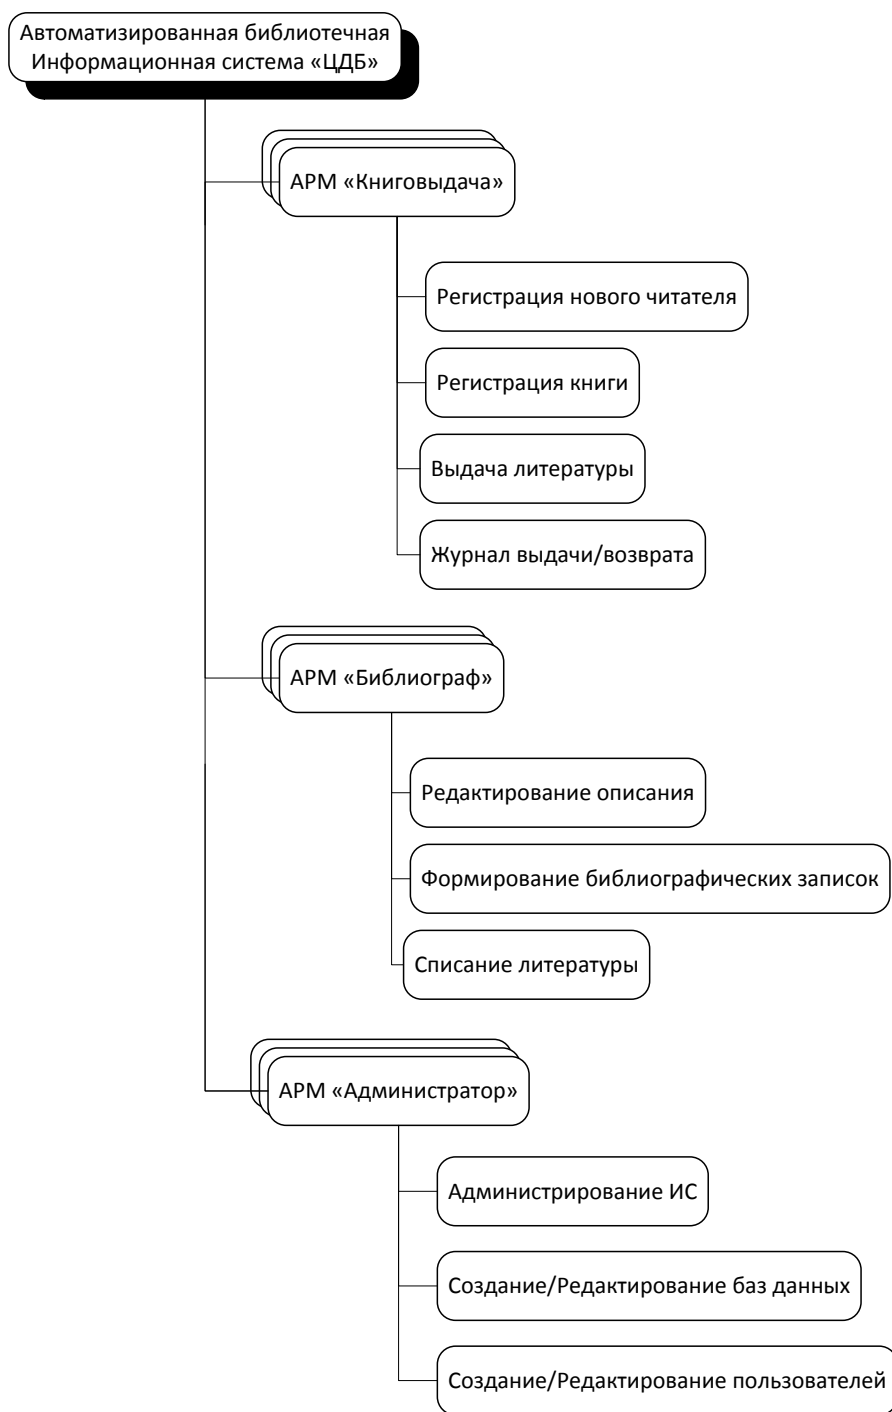 Автоматизированная библиотечная
Информационная система «ЦДБ»
АРМ «Книговыдача»
Регистрация нового читателя
Регистрация книги
Выдача литературы
Журнал выдачи/возврата
АРМ «Библиограф»
Редактирование описания
Формирование библиографических записок
Списание литературы
АРМ «Администратор»
Администрирование ИС
Создание/Редактирование баз данных
Создание/Редактирование пользователей